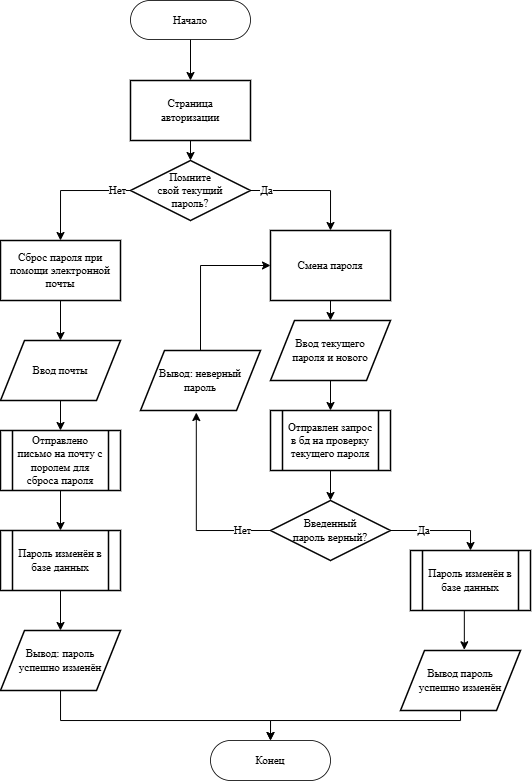 Начало
Страница
авторизации
Помните
свой текущий
пароль?
Нет
Да
Сброс пароля при
помощи электронной
почты
Смена пароля
Ввод почты
Вывод: неверный
пароль
Ввод текущего
пароля и нового
Отправлено
письмо на почту с
поролем для
сброса пароля
Отправлен запрос
в бд на проверку
текущего пароля
Введенный
пароль верный?
Нет
Да
Пароль изменён в
базе данных
Пароль изменён в
базе данных
Вывод: пароль
успешно изменён
Вывод пароль
успешно изменён
Конец